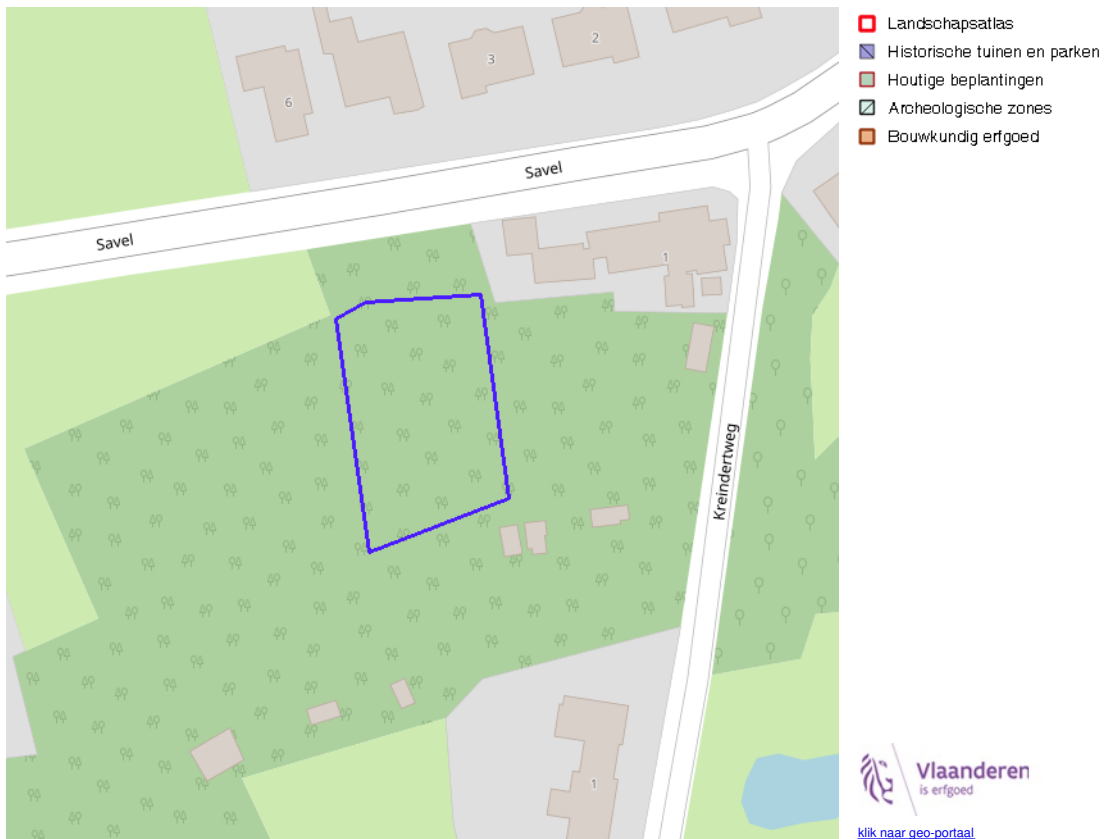 Landschapsatlas
Historische tuinen en parken
Houtige beplantingen
Archeologische zones
Bouwkundig erfgoed
2
3
6
Savel
Savel
1
Kreindertweg
1
Vlaanderen
is erfgoed
klik naar geo-portaal